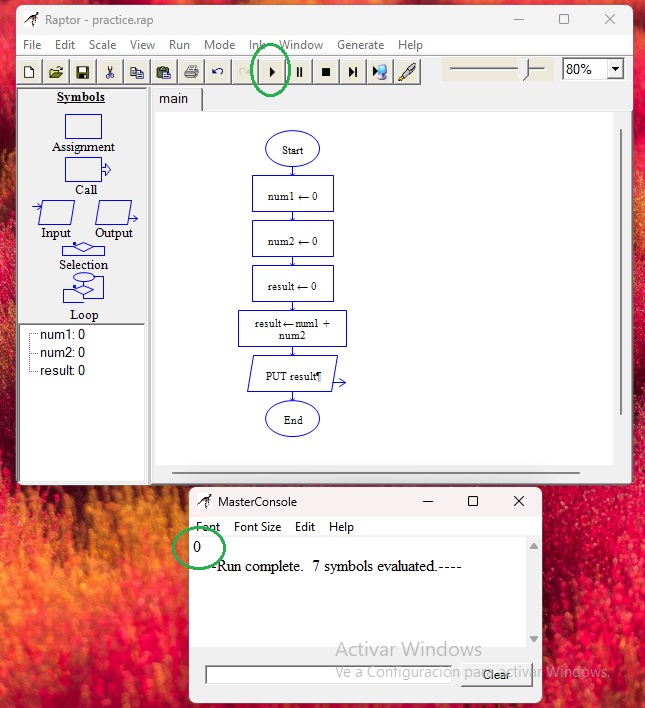 Raptor - practice.rap
File Edit Scale View Run Mode Ink Window Generate Help
80%
Symbols
Assignment
Call
Input Output
Selection
Loop
num1: 0
num2: 0
result: 0
main
Start
num1 ← 0
num2 ← 0
result ← 0
result←num1 +
num2
PUT result¶
End
MasterConsole
Font Font Size Edit Help
0
----Run complete. 7 symbols evaluated.----
Activar Windows
Ve a Configuración para activar Windows.
Clear